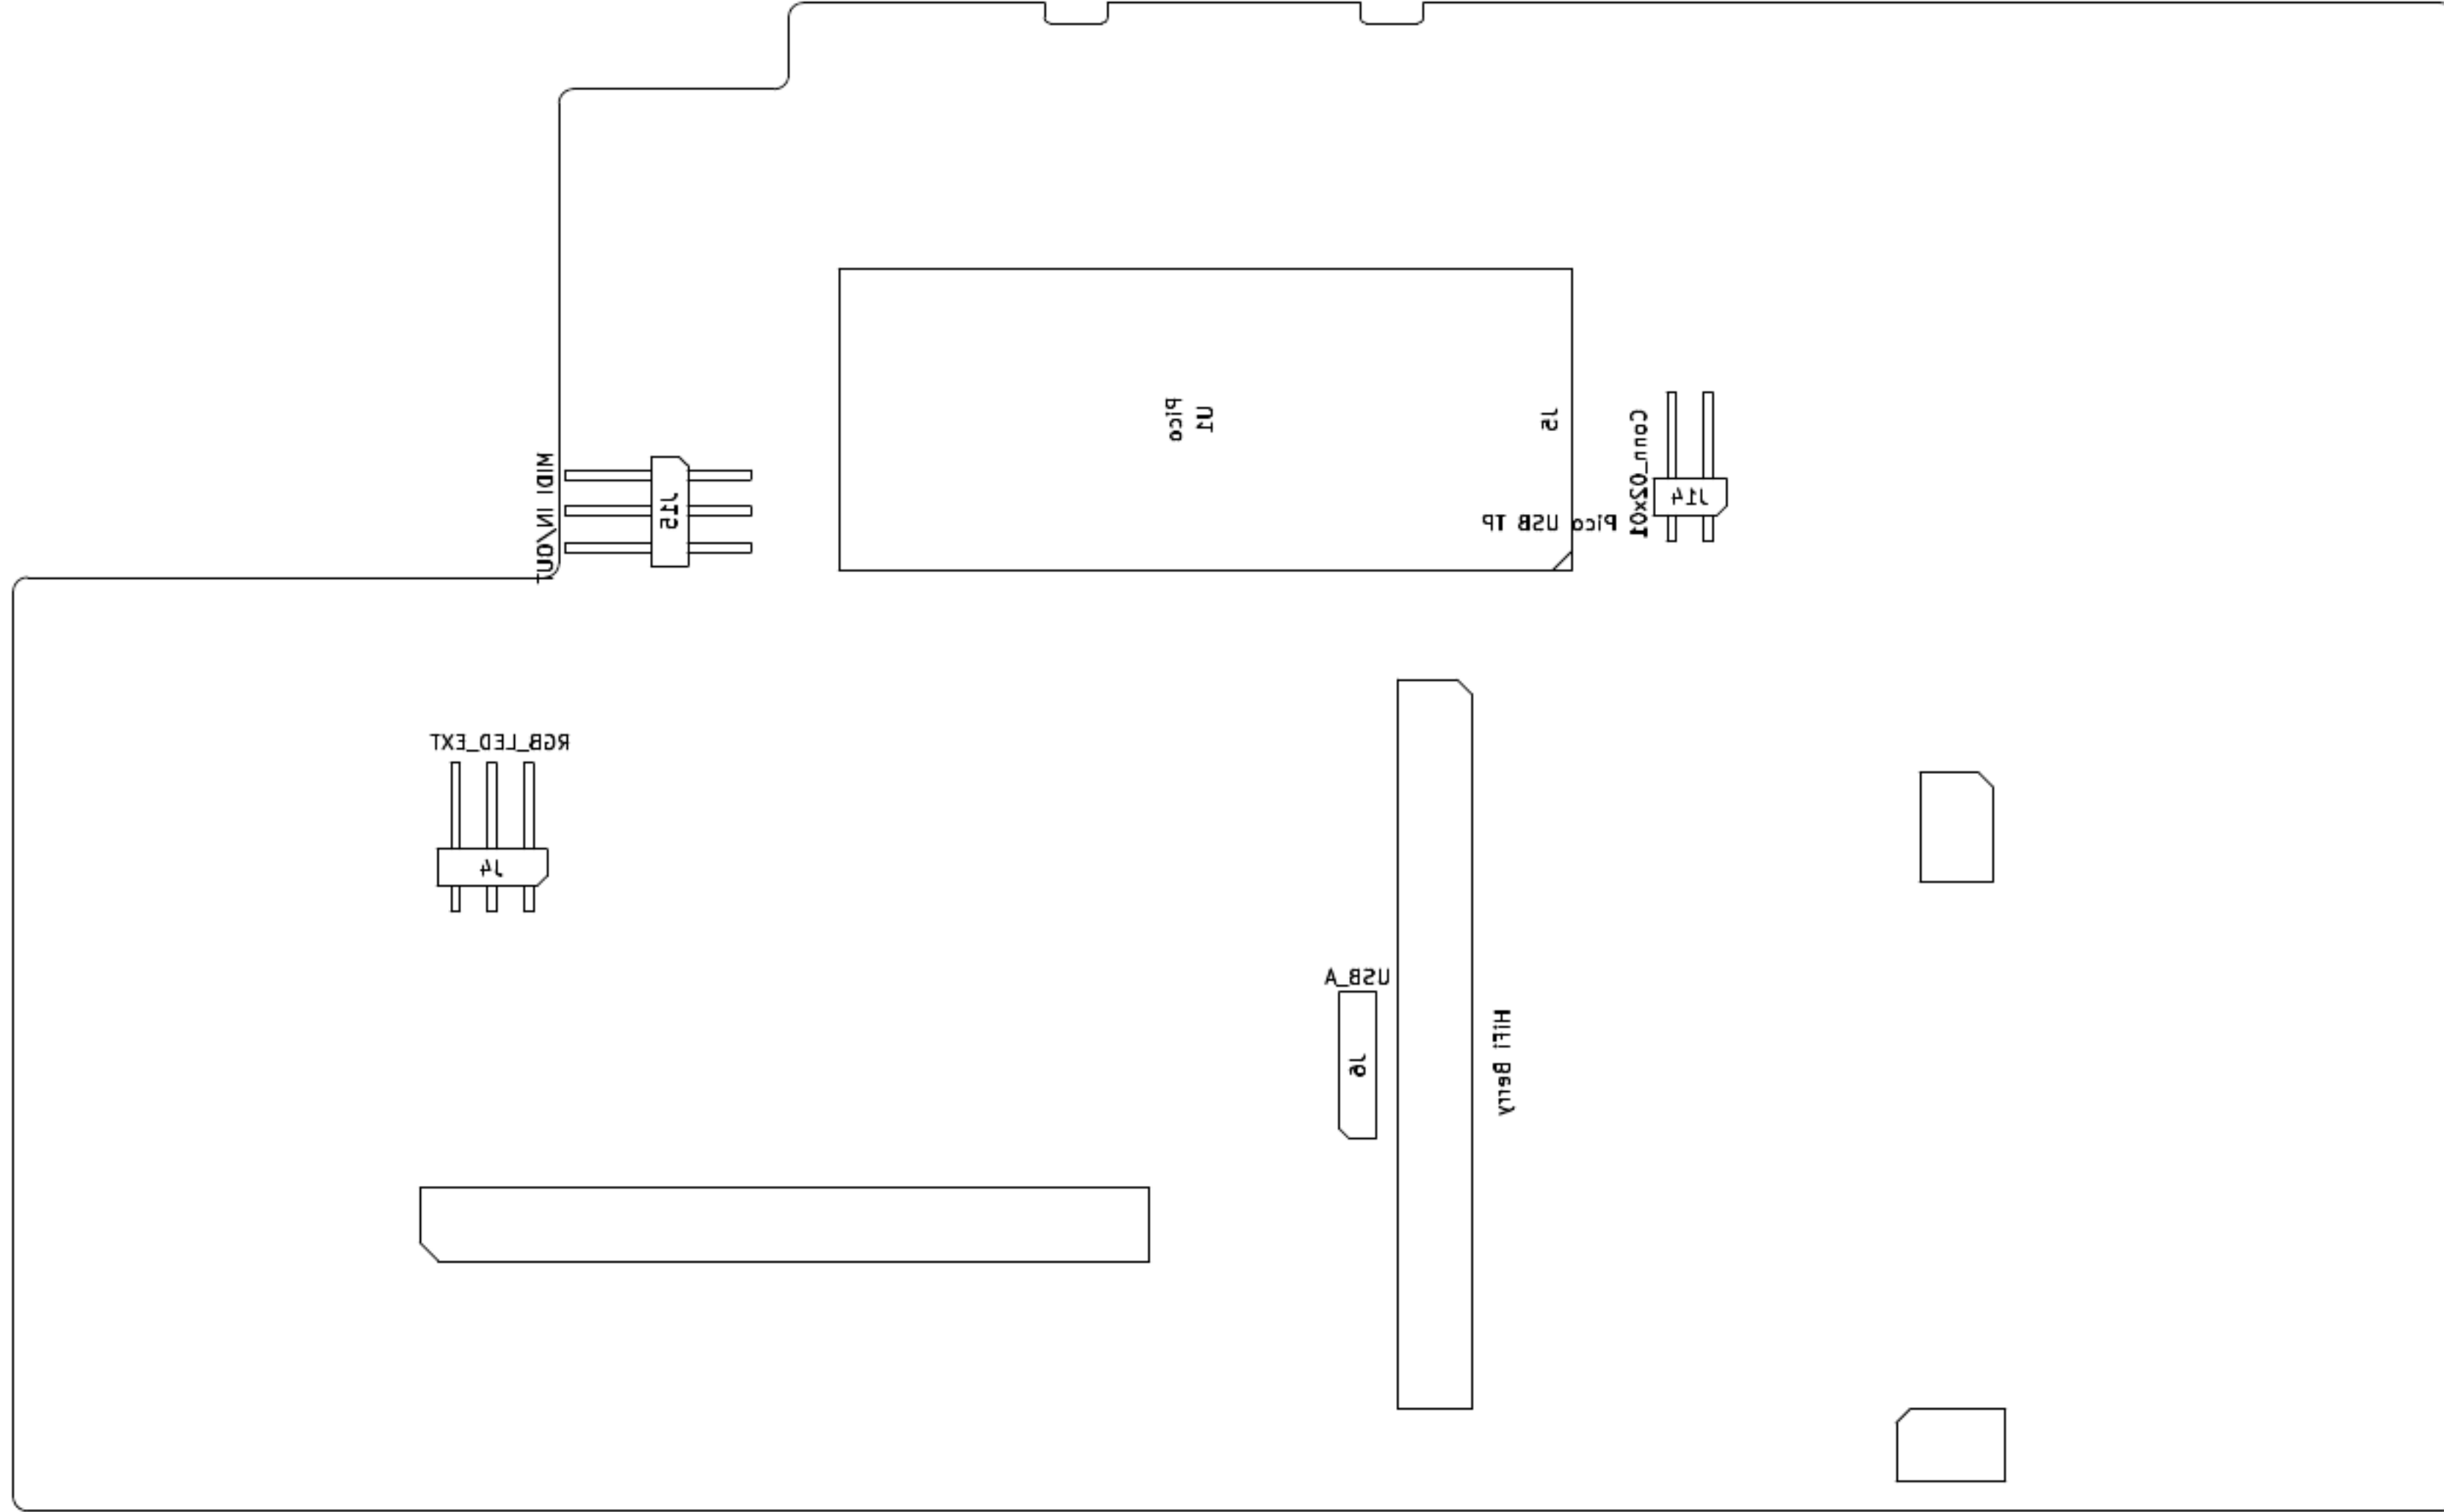 Pico
U1
J5
Conn_02x01
J14
Pico USB TP
MIDI IN/OUT
J15
RGB_LED_EXT
J4
USB_A
J6
HiFi Berry